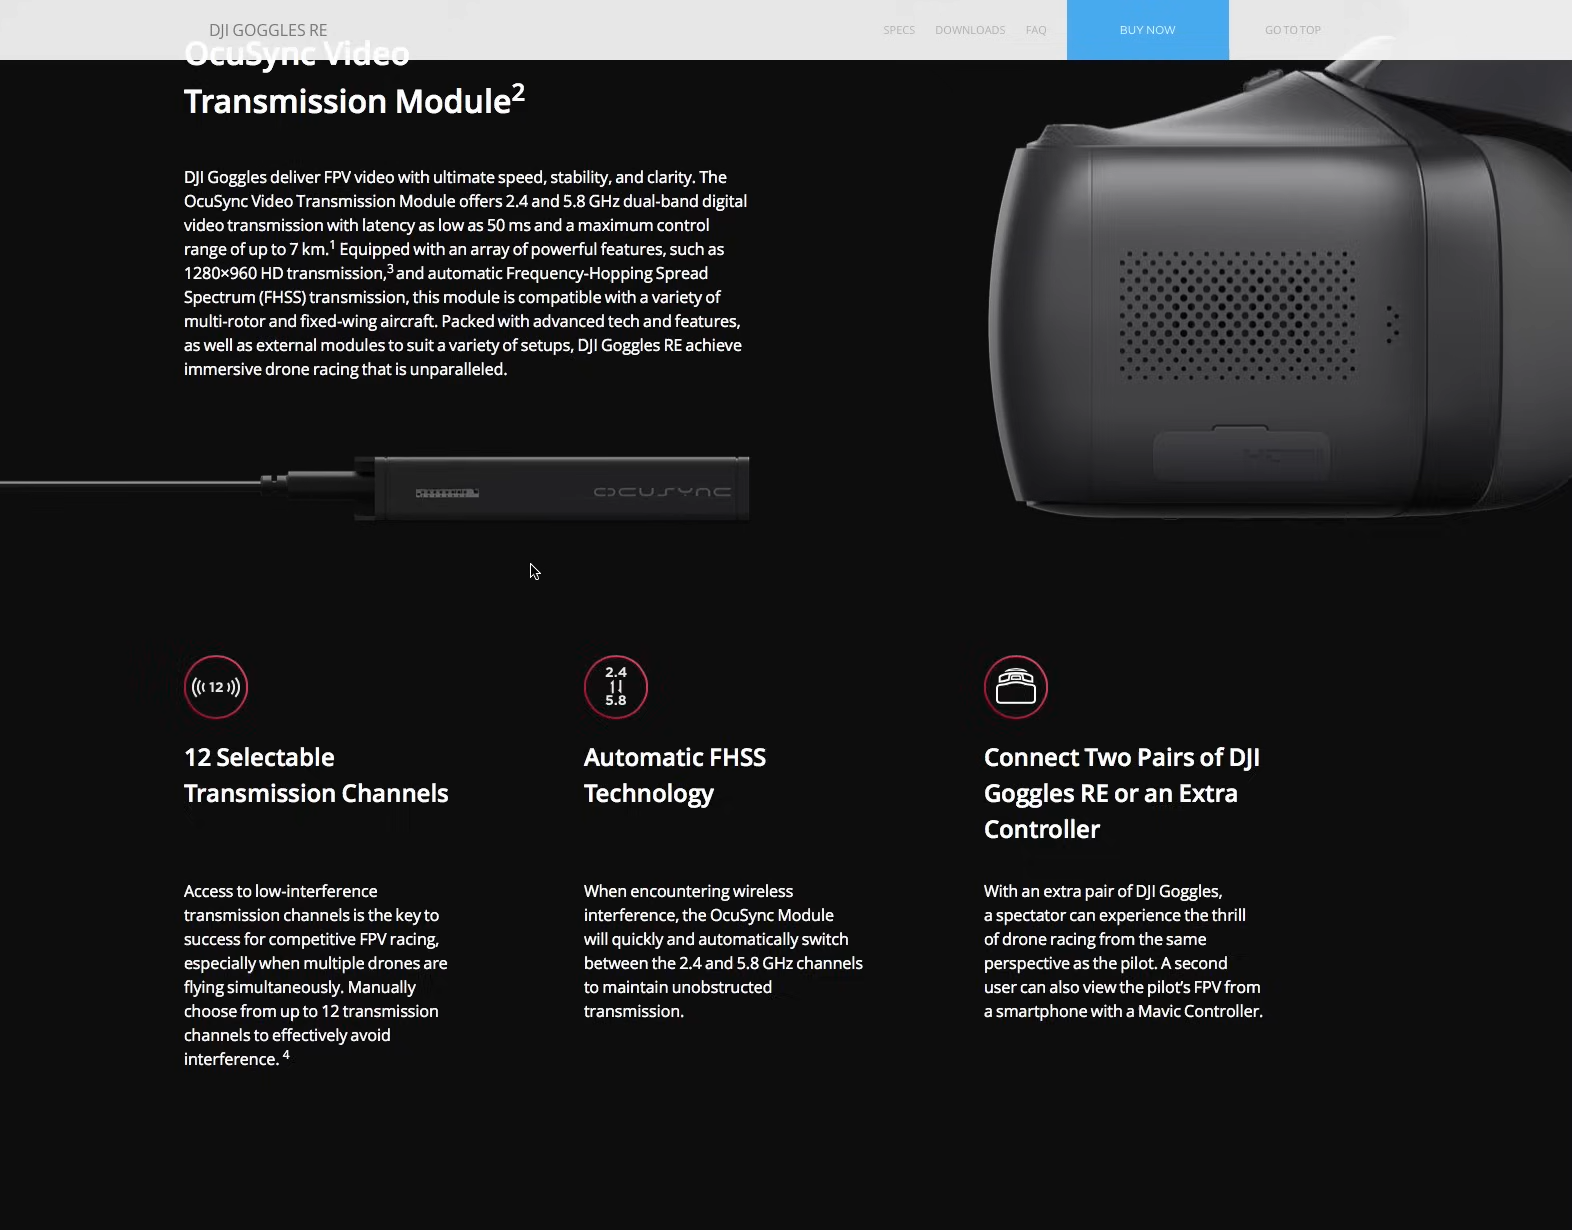 DJI GOGGLES RE
SPECS
DOWNLOADS
FAQ
BUY NOW
GO TO TOP
OcuSync Video
Transmission Module2
DJI Goggles deliver FPV video with ultimate speed, stability, and clarity. The
OcuSync Video Transmission Module offers 2.4 and 5.8 GHz dual-band digital
video transmission with latency as low as 50 ms and a maximum control
range of up to 7 km.1 Equipped with an array of powerful features, such as
1280×960 HD transmission,3 and automatic Frequency-Hopping Spread
Spectrum (FHSS) transmission, this module is compatible with a variety of
multi-rotor and fixed-wing aircraft. Packed with advanced tech and features,
as well as external modules to suit a variety of setups, DJI Goggles RE achieve
immersive drone racing that is unparalleled.
OCUSYNC
12
12 Selectable
Transmission Channels
Access to low-interference
transmission channels is the key to
success for competitive FPV racing,
especially when multiple drones are
flying simultaneously. Manually
choose from up to 12 transmission
channels to effectively avoid
interference. 4
2.4
5.8
Automatic FHSS
Technology
When encountering wireless
interference, the OcuSync Module
will quickly and automatically switch
between the 2.4 and 5.8 GHz channels
to maintain unobstructed
transmission.
Connect Two Pairs of DJI
Goggles RE or an Extra
Controller
With an extra pair of DJI Goggles,
a spectator can experience the thrill
of drone racing from the same
perspective as the pilot. A second
user can also view the pilot's FPV from
a smartphone with a Mavic Controller.